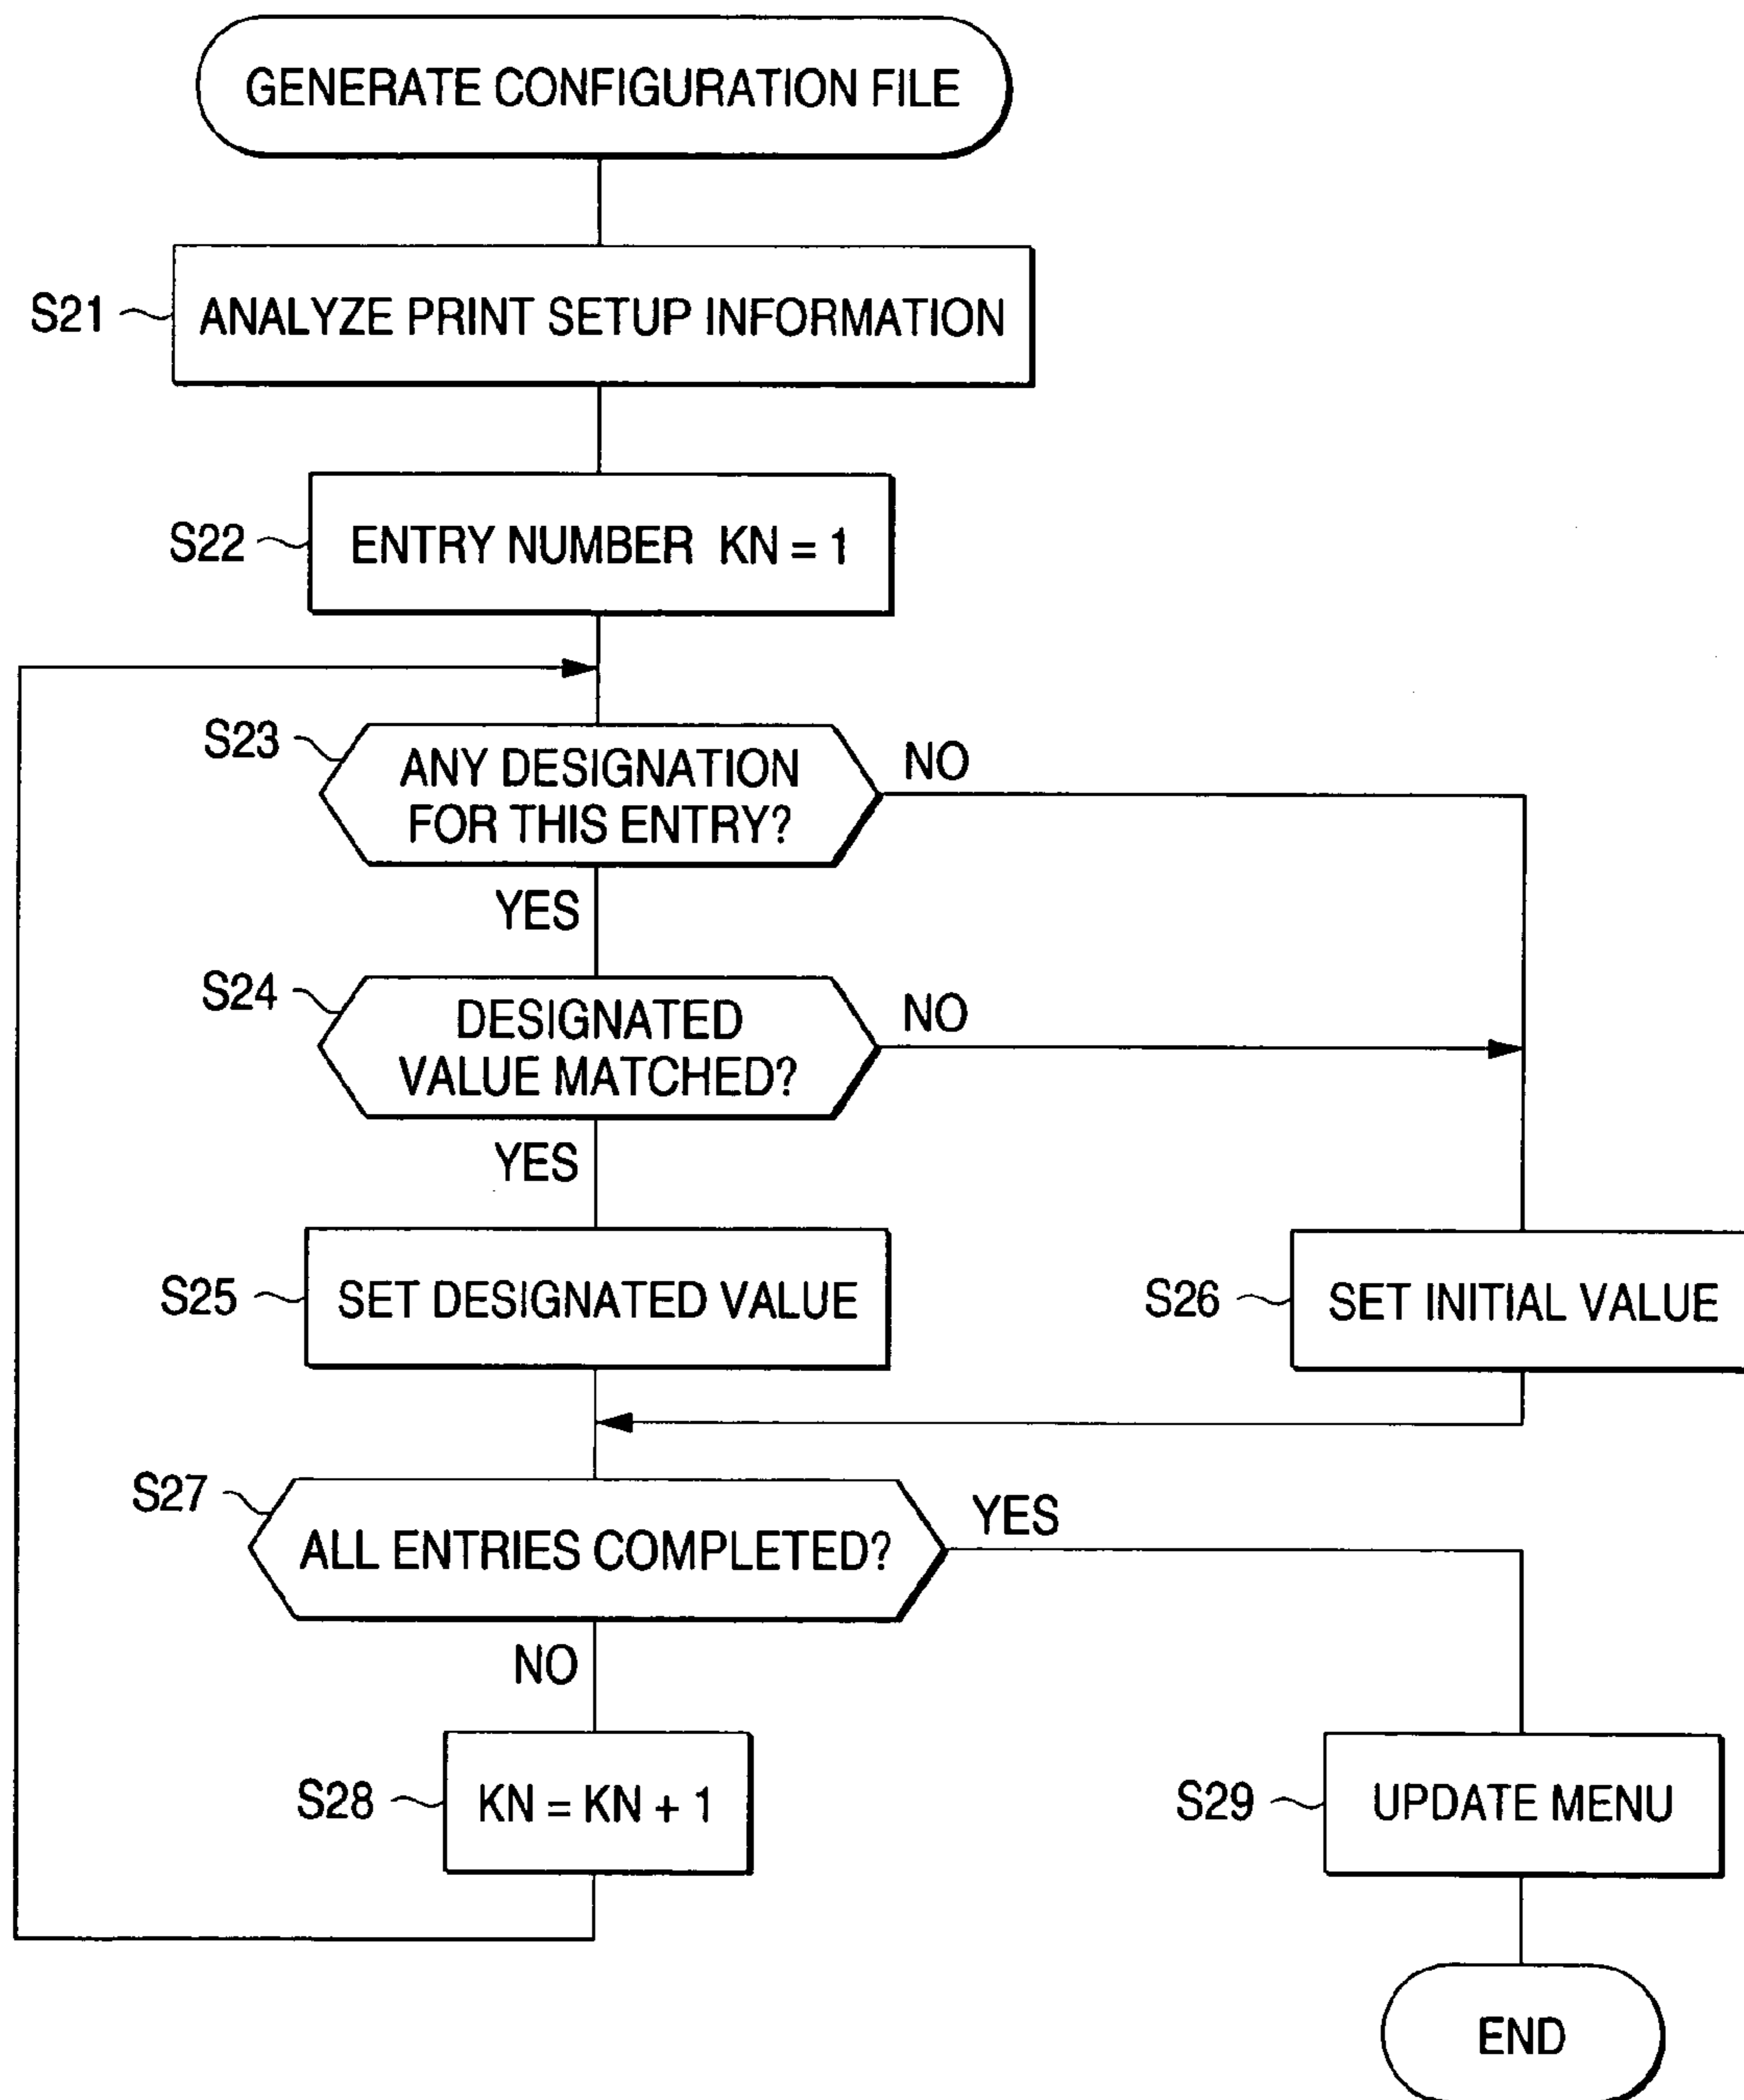 GENERATE CONFIGURATION FILE
S21
ANALYZE PRINT SETUP INFORMATION
S22
ENTRY NUMBER KN = 1
S23
ANY DESIGNATION
FOR THIS ENTRY?
NO
YES
S24
DESIGNATED
VALUE MATCHED?
NO
YES
S25
SET DESIGNATED VALUE
S26
SET INITIAL VALUE
S27
ALL ENTRIES COMPLETED?
YES
NO
S28
KN = KN + 1
S29
UPDATE MENU
END